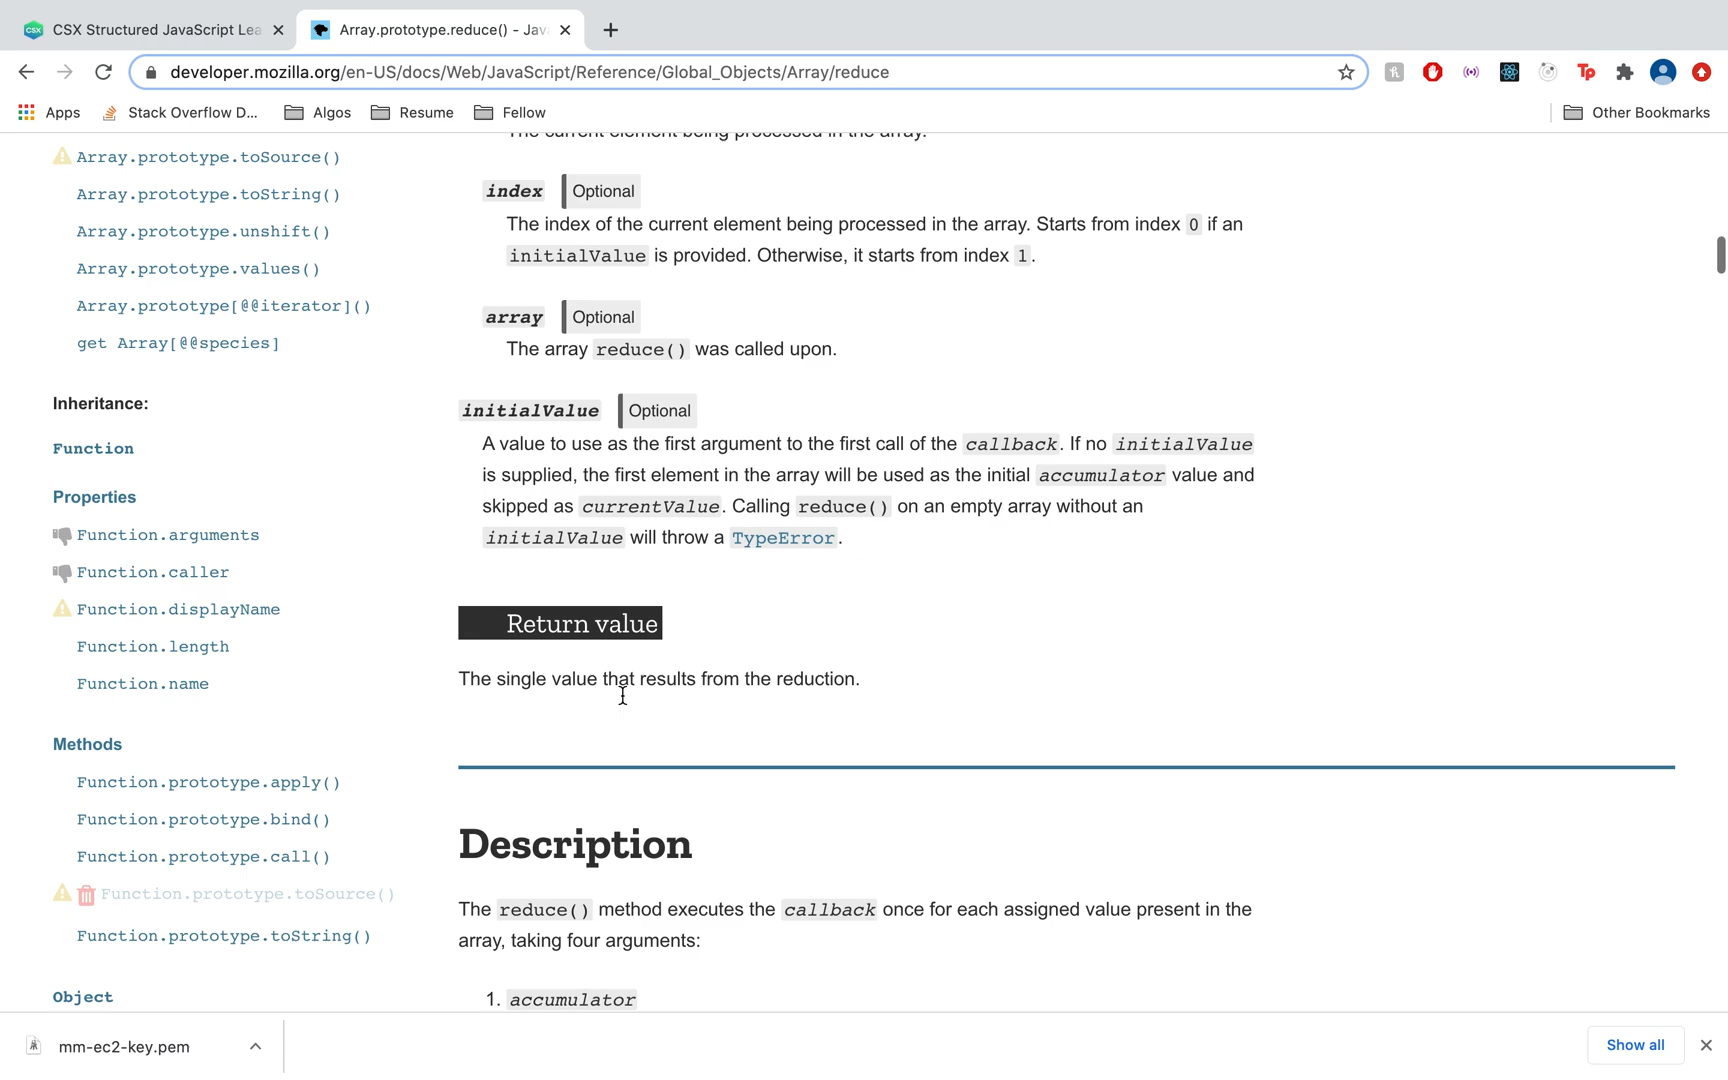 CSX Structured JavaScript Lea
Array.prototype.reduce() - Jav
developer.mozilla.org/en-US/docs/Web/JavaScript/Reference/Global_Objects/Array/reduce
Apps
Stack Overflow D...
Algos
Resume
Fellow
Other Bookmarks
Array.prototype.toSource()
Array.prototype.toString()
Array.prototype.unshift()
Array.prototype.values()
Array.prototype[@@iterator]()
get Array[@@species]
Inheritance:
Function
Properties
Function.arguments
Function.caller
Function.displayName
Function.length
Function.name
Methods
Function.prototype.apply()
Function.prototype.bind()
Function.prototype.call()
Function.prototype.toSource()
Function.prototype.toString()
Object
The current element being processed in the array.
index Optional
The index of the current element being processed in the array. Starts from index 0 if an
initialValue is provided. Otherwise, it starts from index 1.
array Optional
The array reduce() was called upon.
initialValue Optional
A value to use as the first argument to the first call of the callback. If no initialValue
is supplied, the first element in the array will be used as the initial accumulator value and
skipped as currentValue. Calling reduce() on an empty array without an
initialValue will throw a TypeError.
Return value
The single value that results from the reduction.
Description
The reduce() method executes the callback once for each assigned value present in the
array, taking four arguments:
1. accumulator
mm-ec2-key.pem
Show all